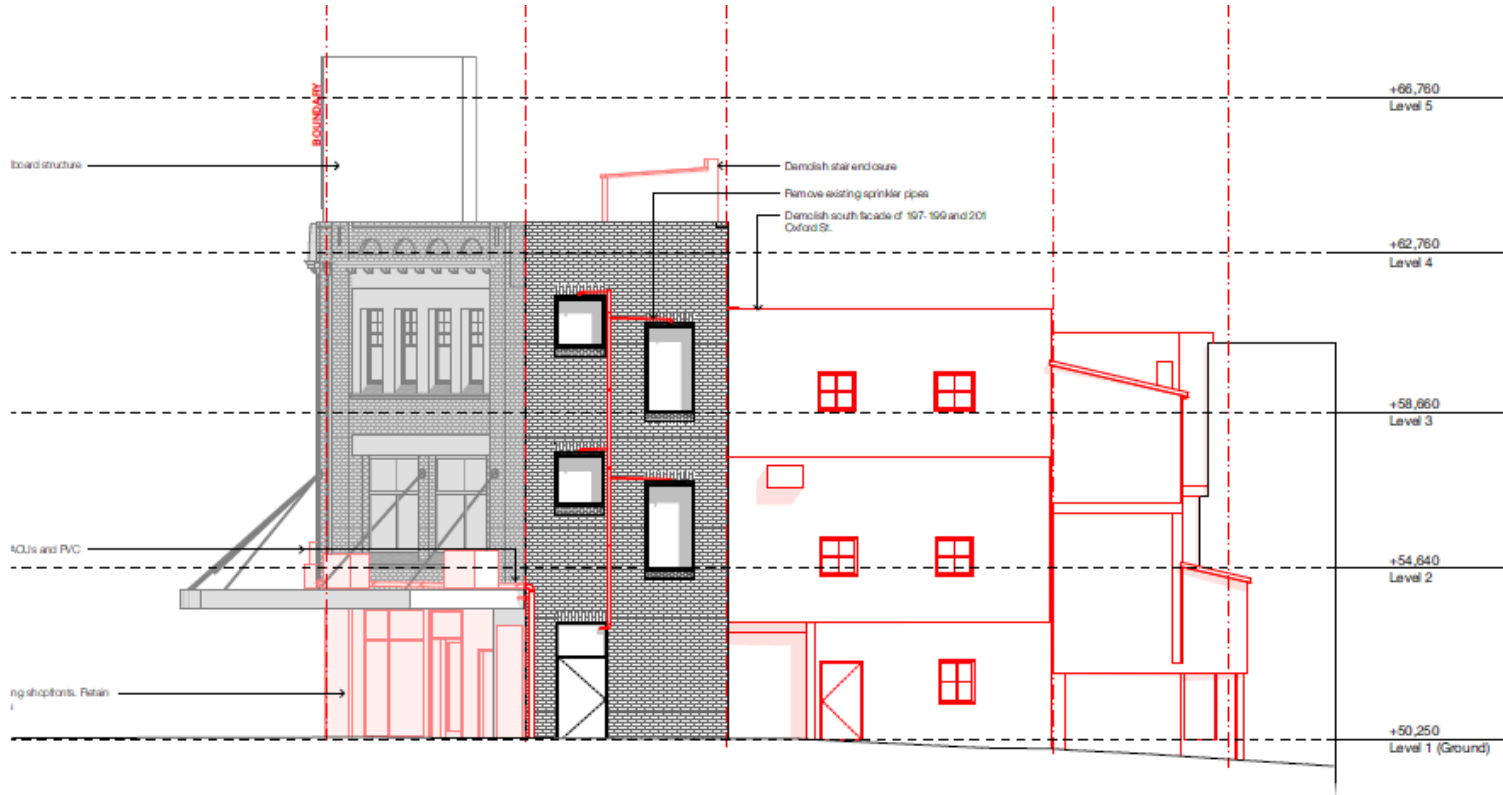 +66,760
Level 5
BOUNDARY
board structure
Demolish stair enclosure
Remove existing sprinkler pipes
Demolish south facade of 197-199 and 201
Oxford St.
+62,760
Level 4
+58,660
Level 3
ACU's and PVC
+54,640
Level 2
ng shopfronts. Retain
+50,250
Level 1 (Ground)